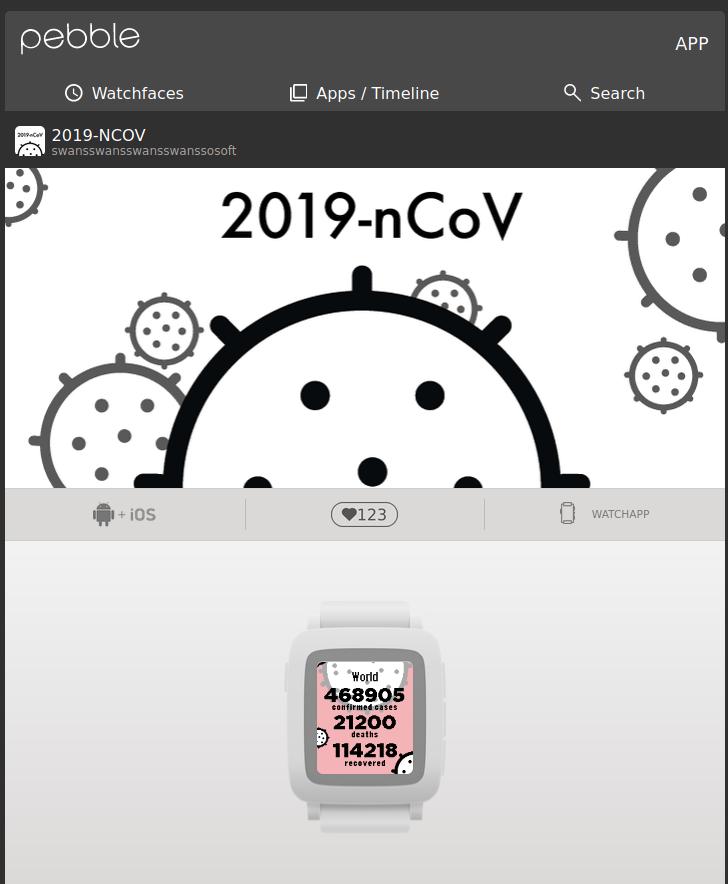 pebble
APP
Watchfaces
Apps / Timeline
Search
2019-nCoV
2019-NCOV
swansswansswansswanssosoft
2019-nCoV
+ iOS
123
WATCHAPP
World
468905
confirmed cases
21200
deaths
114218
recovered